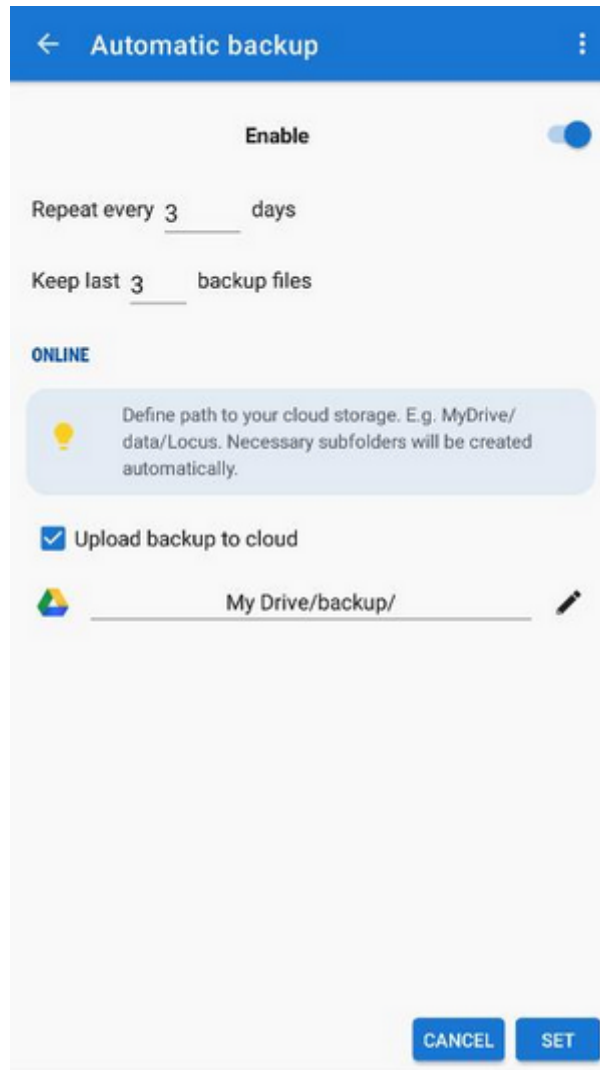 Automatic backup
Enable
Repeat every 3 days
Keep last 3 backup files
ONLINE
Define path to your cloud storage. E.g. MyDrive/
data/Locus. Necessary subfolders will be created
automatically.
Upload backup to cloud
My Drive/backup/
CANCEL SET